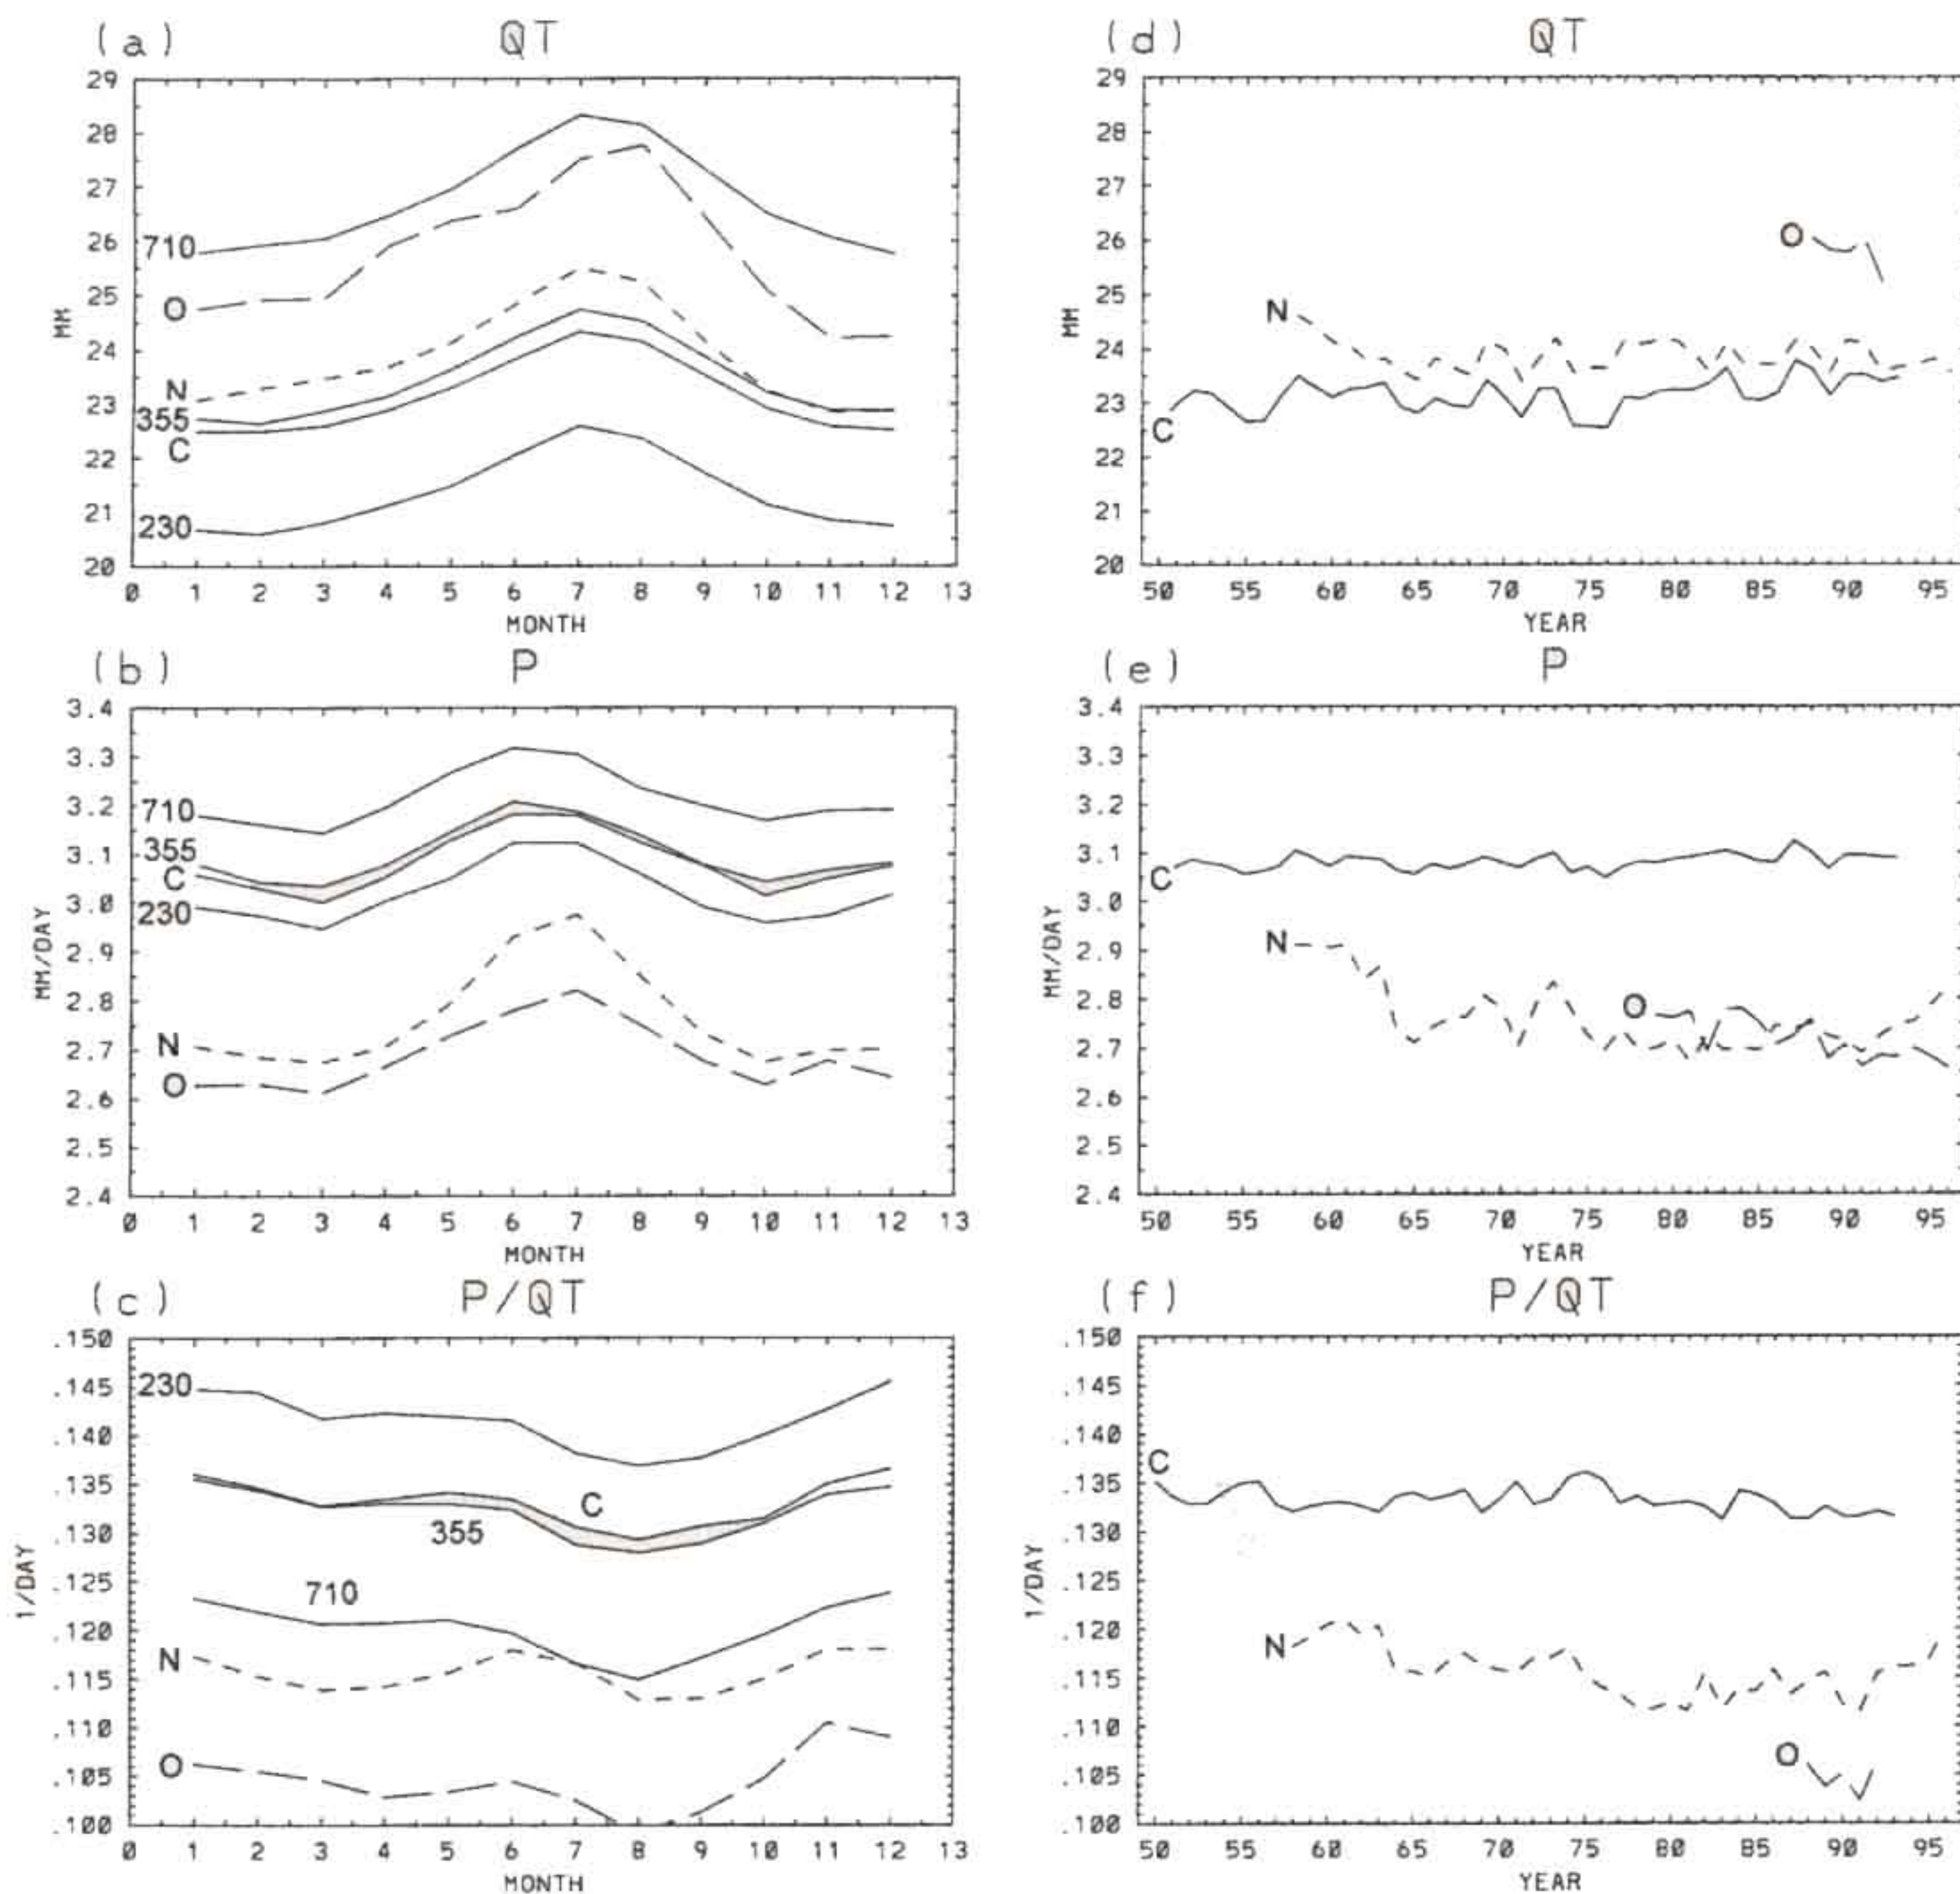 (a) QT
29
28
27
26
25
24
23
22
21
20
MM
710
O
N
355
C
230
0 1 2 3 4 5 6 7 8 9 10 11 12 13
MONTH
(b) P
3.4
3.3
3.2
3.1
3.0
2.9
2.8
2.7
2.6
2.5
2.4
MM/DAY
710
355
C
230
N
O
0 1 2 3 4 5 6 7 8 9 10 11 12 13
MONTH
(c) P/QT
.150
.145
.140
.135
.130
.125
.120
.115
.110
.105
.100
1/DAY
230
C
355
710
N
O
0 1 2 3 4 5 6 7 8 9 10 11 12 13
MONTH
(d) QT
29
28
27
26
25
24
23
22
21
20
MM
O
N
C
50 55 60 65 70 75 80 85 90 95
YEAR
(e) P
3.4
3.3
3.2
3.1
3.0
2.9
2.8
2.7
2.6
2.5
2.4
MM/DAY
C
N
O
50 55 60 65 70 75 80 85 90 95
YEAR
(f) P/QT
.150
.145
.140
.135
.130
.125
.120
.115
.110
.105
.100
1/DAY
C
N
O
50 55 60 65 70 75 80 85 90 95
YEAR